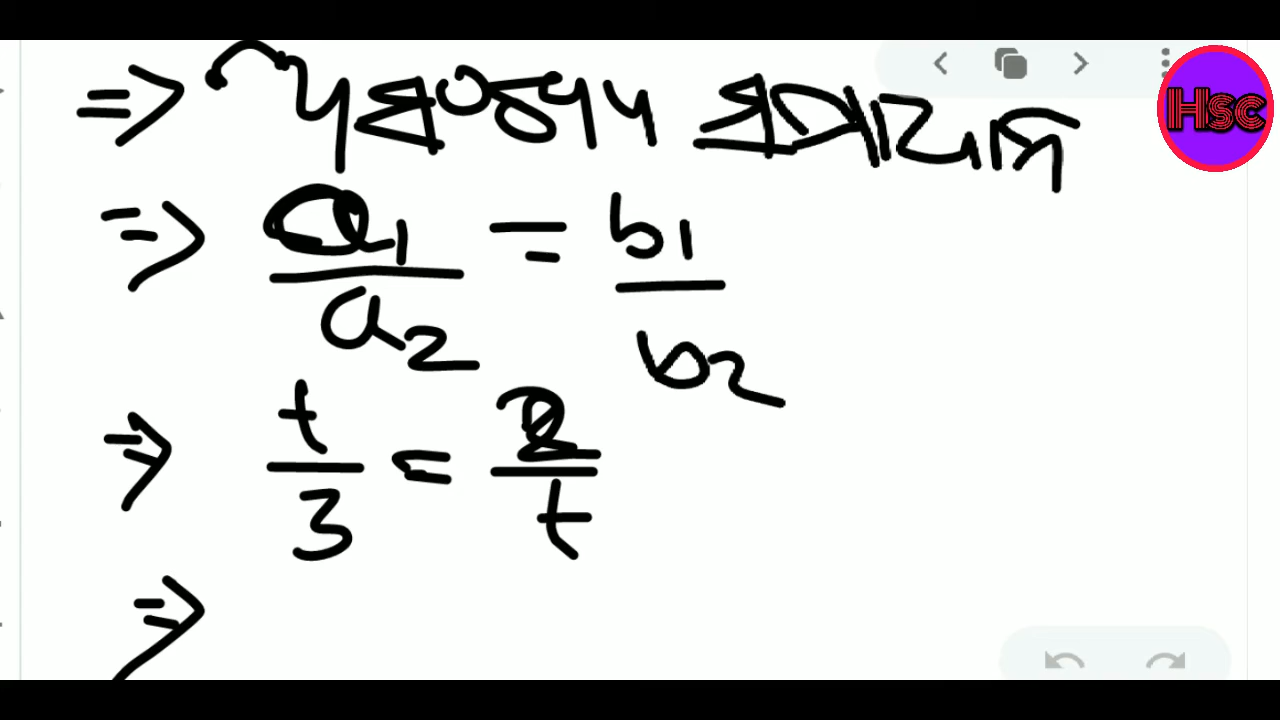 =>
Hsc
=> a₁/a₂ = b₁/b₂
=> t/3 = 2/t
=>